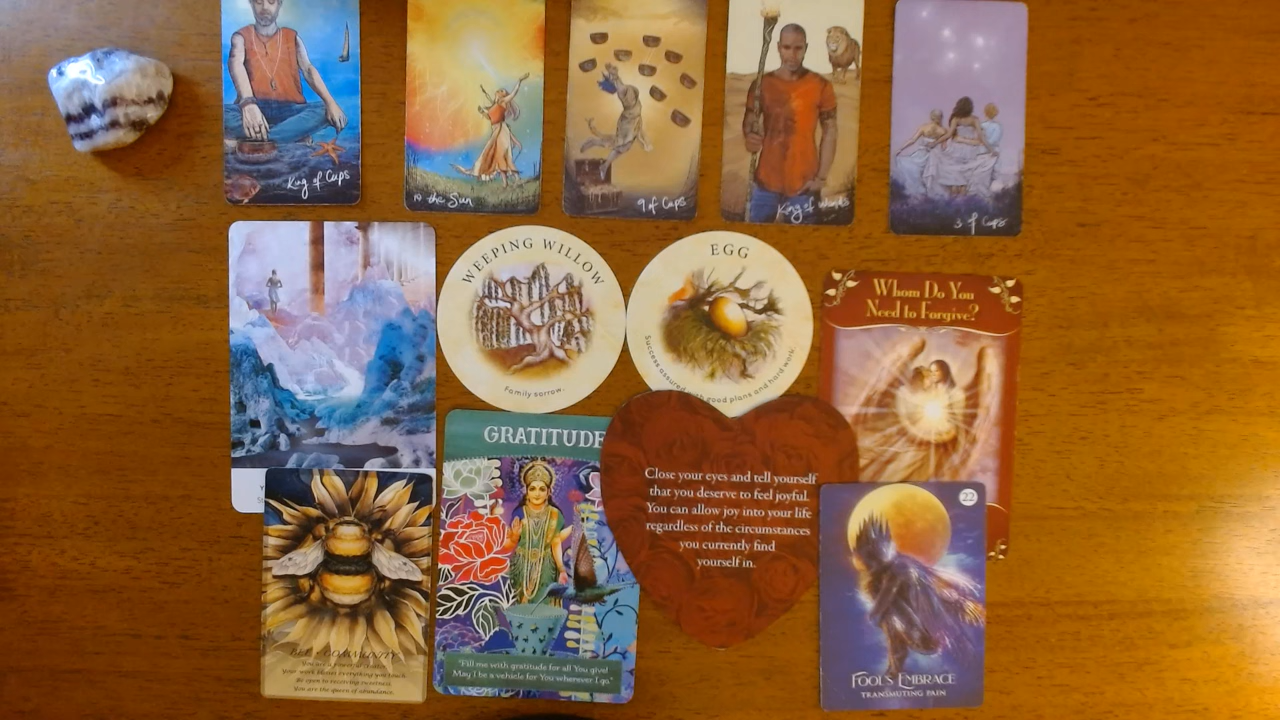 King of Cups
19 the Sun
9 of Cups
King of Wands
3 of Cups
WEEPING WILLOW
Family sorrow.
EGG
Success assured with good plans and hard work.
Whom Do You
Need to Forgive?
GRATITUDE
"Fill me with gratitude for all You give!
May I be a vehicle for You wherever I go."
Close your eyes and tell yourself
that you deserve to feel joyful.
You can allow joy into your life
regardless of the circumstances
you currently find
yourself in.
BEE • COMMUNITY
You are a powerful creator.
Your work blesses everything you touch.
Be open to receiving sweetness.
You are the queen of abundance.
22
FOOL'S EMBRACE
TRANSMUTING PAIN